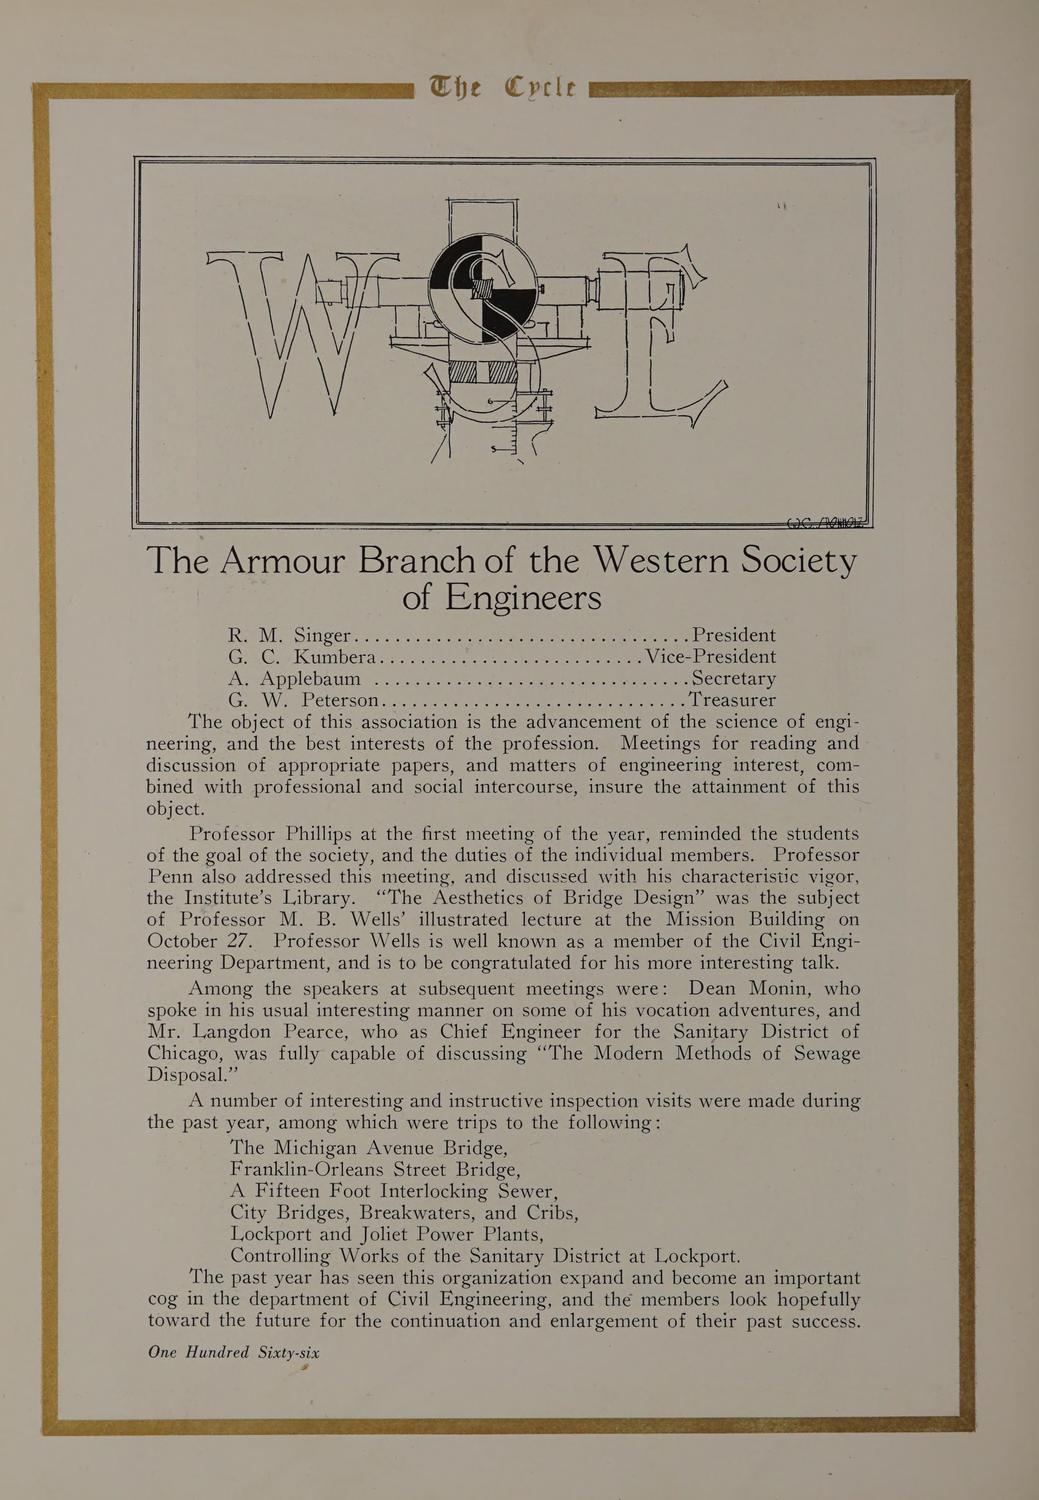 The Cycle
W S E
6
5
The Armour Branch of the Western Society
of Engineers
R. M. Singer.................................President
G. C. Kumbera..........................Vice-President
A. Applebaum ...............................Secretary
G. W. Peterson..............................Treasurer
The object of this association is the advancement of the science of engi-
neering, and the best interests of the profession. Meetings for reading and
discussion of appropriate papers, and matters of engineering interest, com-
bined with professional and social intercourse, insure the attainment of this
object.
Professor Phillips at the first meeting of the year, reminded the students
of the goal of the society, and the duties of the individual members. Professor
Penn also addressed this meeting, and discussed with his characteristic vigor,
the Institute's Library. “The Aesthetics of Bridge Design” was the subject
of Professor M. B. Wells' illustrated lecture at the Mission Building on
October 27. Professor Wells is well known as a member of the Civil Engi-
neering Department, and is to be congratulated for his more interesting talk.
Among the speakers at subsequent meetings were: Dean Monin, who
spoke in his usual interesting manner on some of his vocation adventures, and
Mr. Langdon Pearce, who as Chief Engineer for the Sanitary District of
Chicago, was fully capable of discussing “The Modern Methods of Sewage
Disposal.”
A number of interesting and instructive inspection visits were made during
the past year, among which were trips to the following:
The Michigan Avenue Bridge,
Franklin-Orleans Street Bridge,
A Fifteen Foot Interlocking Sewer,
City Bridges, Breakwaters, and Cribs,
Lockport and Joliet Power Plants,
Controlling Works of the Sanitary District at Lockport.
The past year has seen this organization expand and become an important
cog in the department of Civil Engineering, and the members look hopefully
toward the future for the continuation and enlargement of their past success.
One Hundred Sixty-six